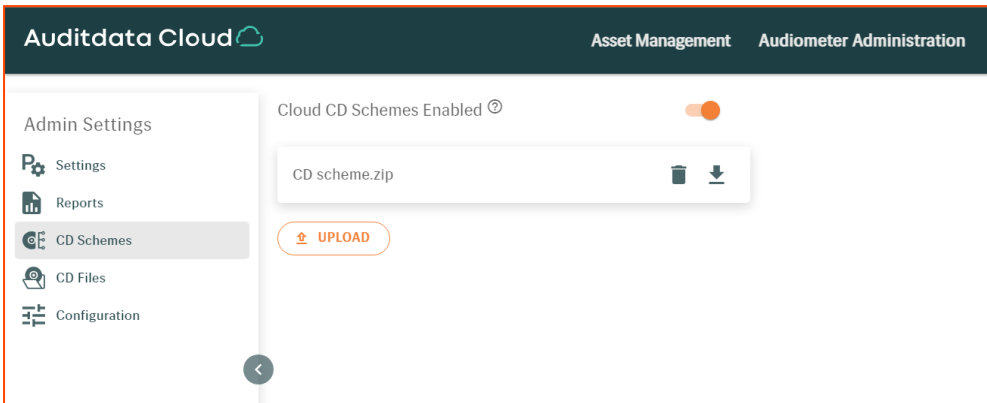 Auditdata Cloud
Asset Management Audiometer Administration
Admin Settings
Settings
Reports
CD Schemes
CD Files
Configuration
Cloud CD Schemes Enabled ?
CD scheme.zip
UPLOAD